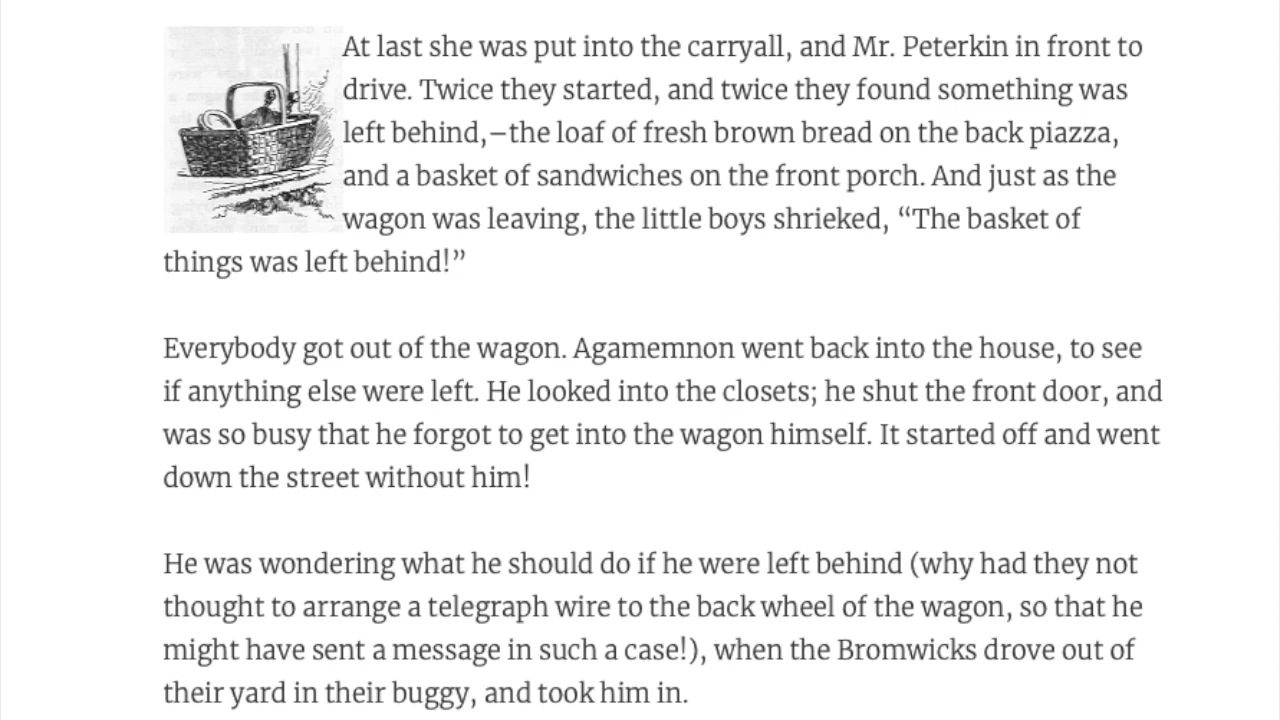 At last she was put into the carryall, and Mr. Peterkin in front to
drive. Twice they started, and twice they found something was
left behind,–the loaf of fresh brown bread on the back piazza,
and a basket of sandwiches on the front porch. And just as the
wagon was leaving, the little boys shrieked, “The basket of
things was left behind!”
Everybody got out of the wagon. Agamemnon went back into the house, to see
if anything else were left. He looked into the closets; he shut the front door, and
was so busy that he forgot to get into the wagon himself. It started off and went
down the street without him!
He was wondering what he should do if he were left behind (why had they not
thought to arrange a telegraph wire to the back wheel of the wagon, so that he
might have sent a message in such a case!), when the Bromwicks drove out of
their yard in their buggy, and took him in.